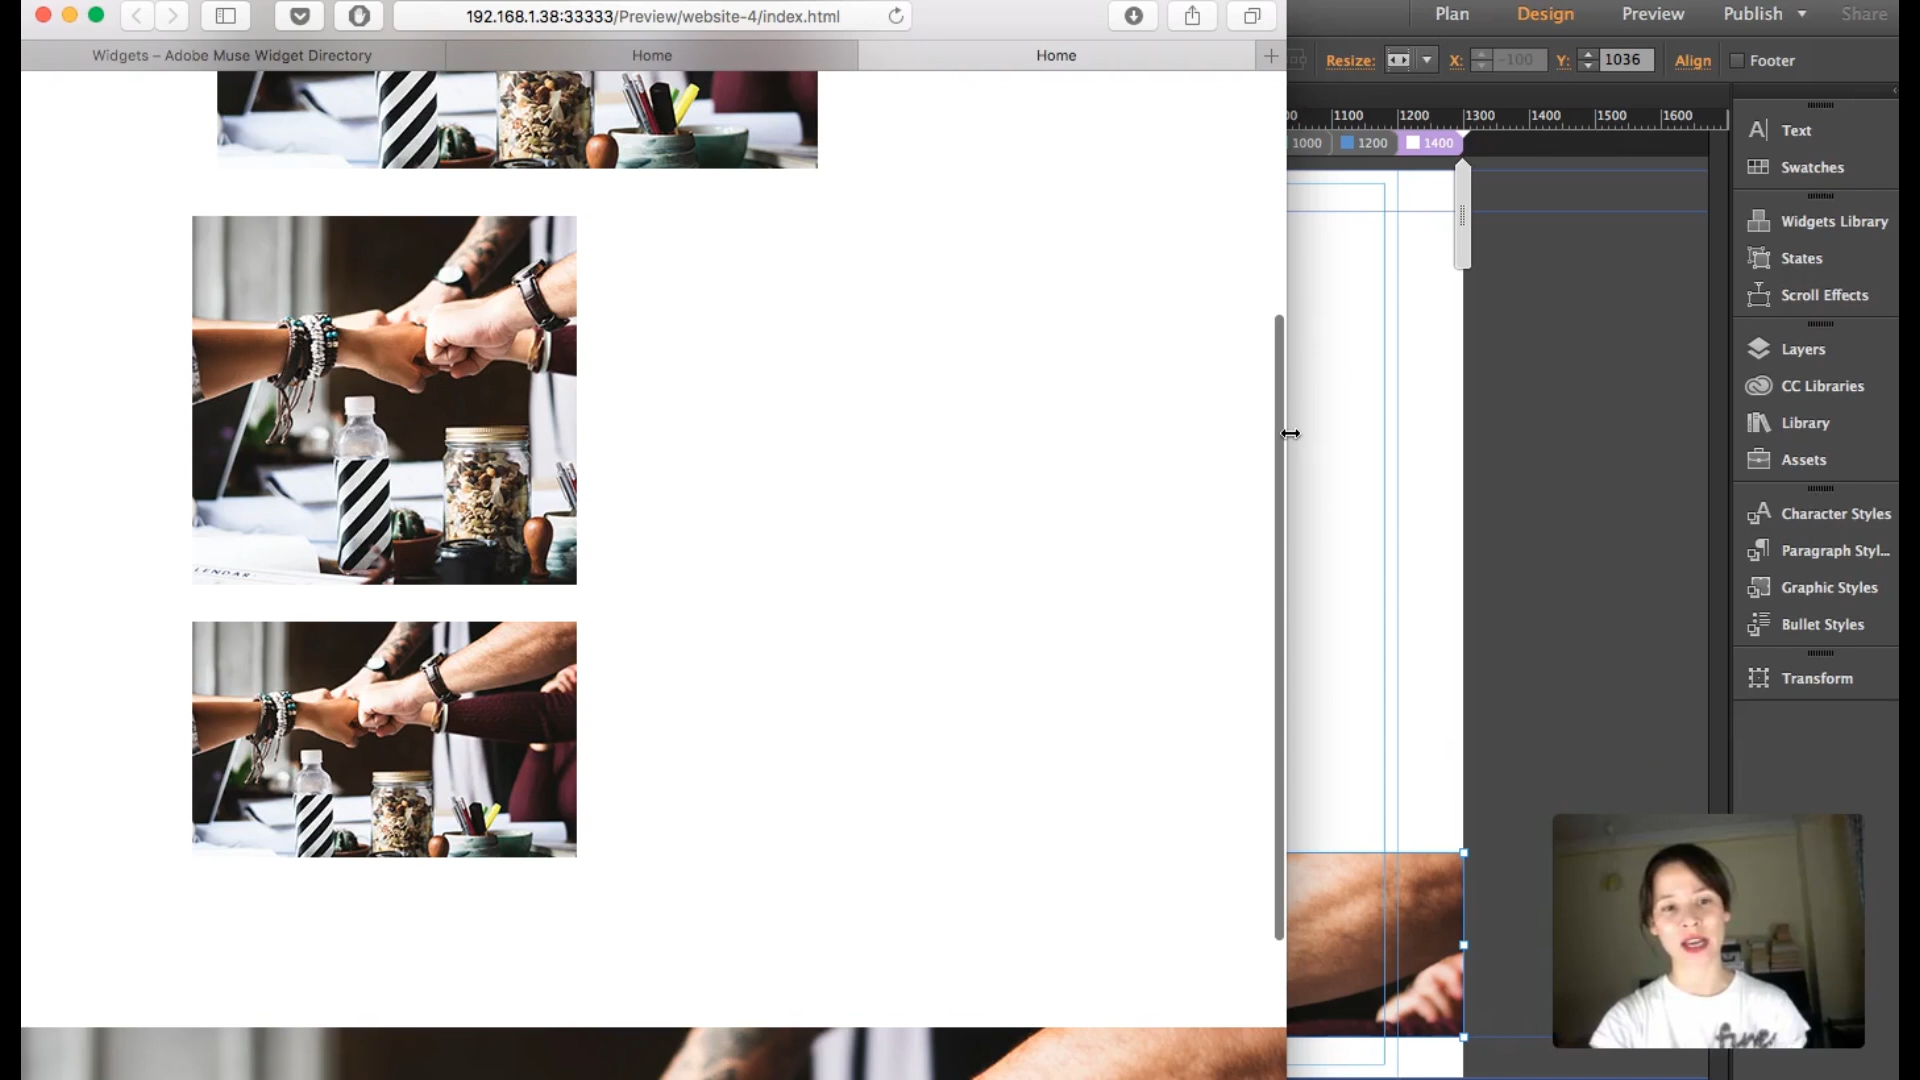 192.168.1.38:33333/Preview/website-4/index.html
Plan
Design
Preview
Publish
Share
Widgets – Adobe Muse Widget Directory
Home
Home
Resize:
X:
-100
Y:
1036
Align
Footer
1100
1200
1300
1400
1500
1600
1000
1200
1400
Text
Swatches
Widgets Library
States
Scroll Effects
Layers
CC Libraries
Library
Assets
Character Styles
Paragraph Styl...
Graphic Styles
Bullet Styles
Transform
LENDAR